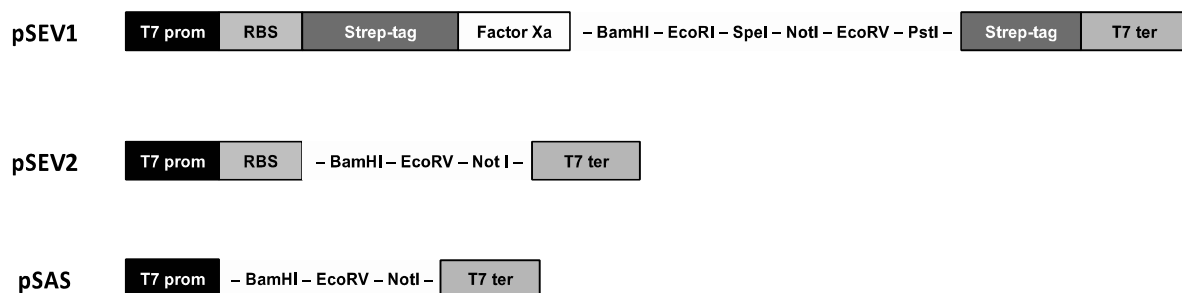 pSEV1 T7 prom RBS Strep-tag Factor Xa – BamHI – EcoRI – SpeI – NotI – EcoRV – PstI – Strep-tag T7 ter
pSEV2 T7 prom RBS – BamHI – EcoRV – Not I – T7 ter
pSAS T7 prom – BamHI – EcoRV – NotI – T7 ter